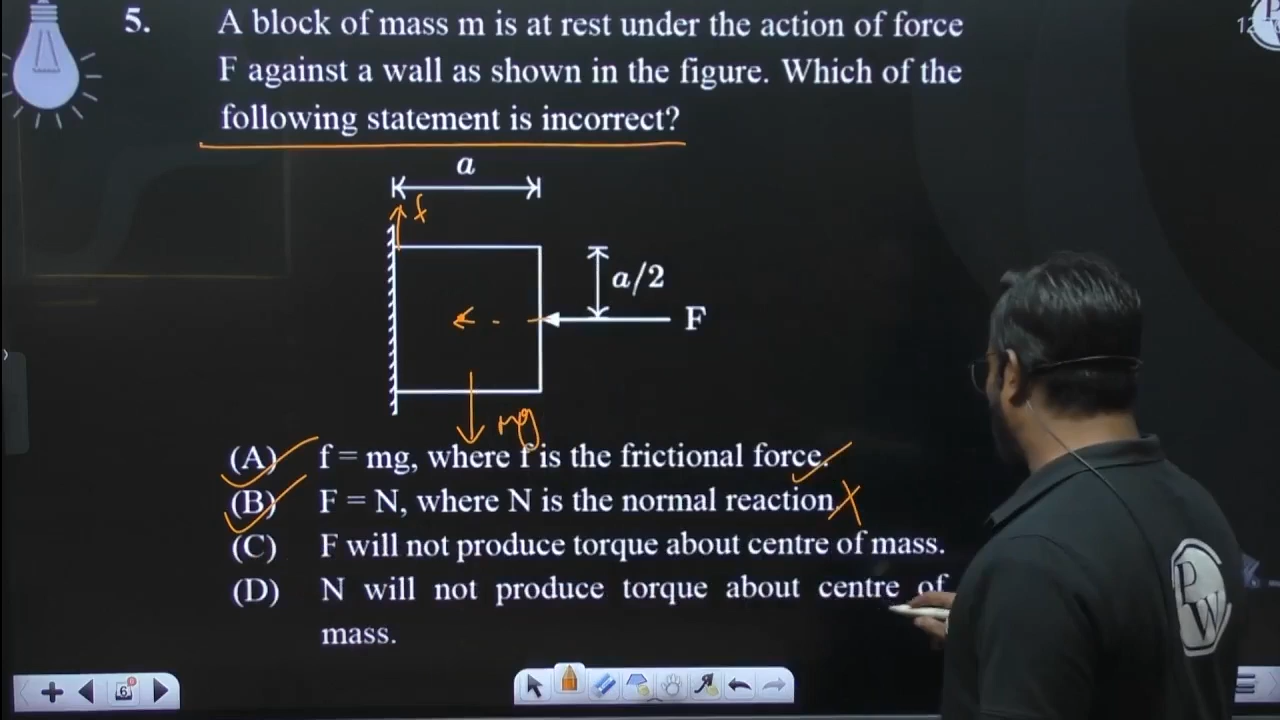 5. A block of mass m is at rest under the action of force
F against a wall as shown in the figure. Which of the
following statement is incorrect?
a
f
a/2
F
mg
(A) f = mg, where f is the frictional force.
(B) F = N, where N is the normal reaction.
(C) F will not produce torque about centre of mass.
(D) N will not produce torque about centre of
mass.
PW
6